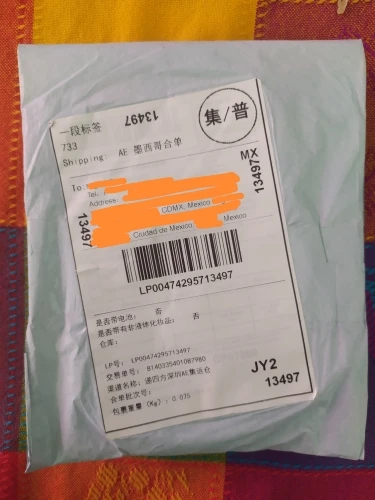 一段标签
13497
集/普
733
Shipping: AE 墨西哥合单
13497MX
To:
Tel:
Address:
CDMX, Mexico
Ciudad de Mexico
Mexico
13497
LP00474295713497
是否带电池: 否
是否带有非液体化妆品: 否
仓库:
LP号: LP00474295713497
交易单号: 8140335401087980
渠道名称: 递四方深圳AE集运仓
合单批次号:
包裹重量 (Kg): 0.075
JY2
13497